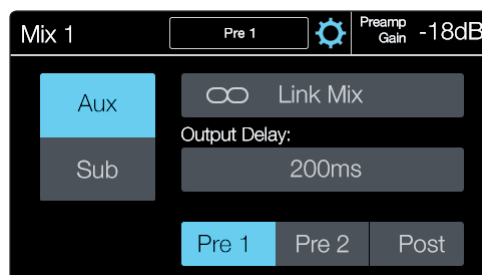 Mix 1
Pre 1
Preamp
Gain
-18dB
Aux
Sub
Link Mix
Output Delay:
200ms
Pre 1
Pre 2
Post